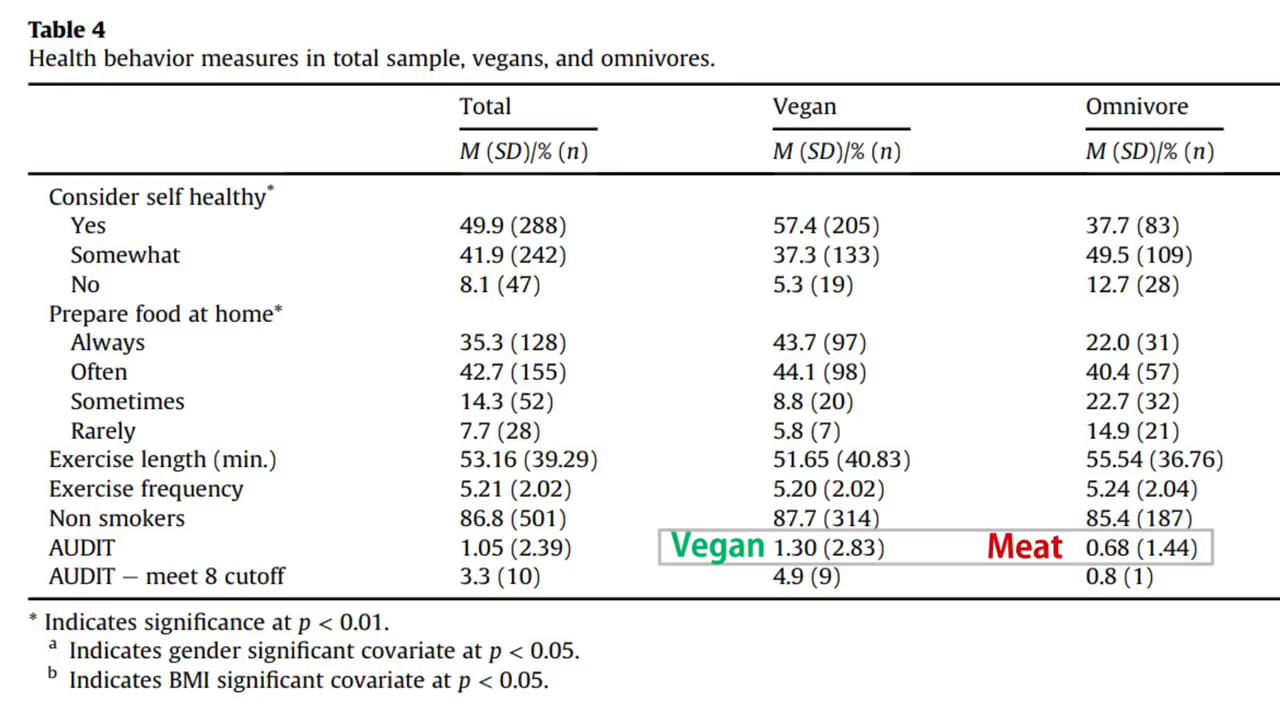 Table 4
Health behavior measures in total sample, vegans, and omnivores.
Total Vegan Omnivore
M (SD)/% (n) M (SD)/% (n) M (SD)/% (n)
Consider self healthy*
Yes 49.9 (288) 57.4 (205) 37.7 (83)
Somewhat 41.9 (242) 37.3 (133) 49.5 (109)
No 8.1 (47) 5.3 (19) 12.7 (28)
Prepare food at home*
Always 35.3 (128) 43.7 (97) 22.0 (31)
Often 42.7 (155) 44.1 (98) 40.4 (57)
Sometimes 14.3 (52) 8.8 (20) 22.7 (32)
Rarely 7.7 (28) 5.8 (7) 14.9 (21)
Exercise length (min.) 53.16 (39.29) 51.65 (40.83) 55.54 (36.76)
Exercise frequency 5.21 (2.02) 5.20 (2.02) 5.24 (2.04)
Non smokers 86.8 (501) 87.7 (314) 85.4 (187)
AUDIT 1.05 (2.39) Vegan 1.30 (2.83) Meat 0.68 (1.44)
AUDIT – meet 8 cutoff 3.3 (10) 4.9 (9) 0.8 (1)
* Indicates significance at p < 0.01.
a Indicates gender significant covariate at p < 0.05.
b Indicates BMI significant covariate at p < 0.05.